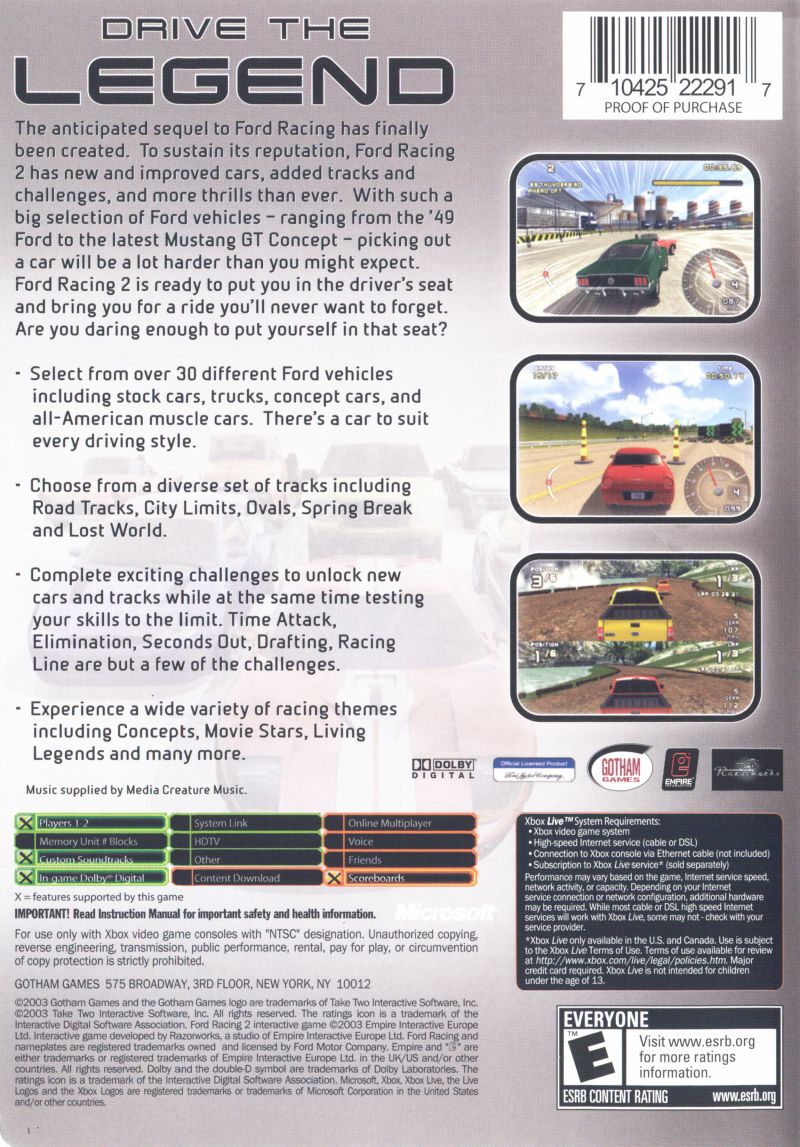 DRIVE THE
LEGEND
The anticipated sequel to Ford Racing has finally
been created. To sustain its reputation, Ford Racing
2 has new and improved cars, added tracks and
challenges, and more thrills than ever. With such a
big selection of Ford vehicles – ranging from the '49
Ford to the latest Mustang GT Concept – picking out
a car will be a lot harder than you might expect.
Ford Racing 2 is ready to put you in the driver's seat
and bring you for a ride you'll never want to forget.
Are you daring enough to put yourself in that seat?
- Select from over 30 different Ford vehicles
including stock cars, trucks, concept cars, and
all-American muscle cars. There's a car to suit
every driving style.
- Choose from a diverse set of tracks including
Road Tracks, City Limits, Ovals, Spring Break
and Lost World.
- Complete exciting challenges to unlock new
cars and tracks while at the same time testing
your skills to the limit. Time Attack,
Elimination, Seconds Out, Drafting, Racing
Line are but a few of the challenges.
- Experience a wide variety of racing themes
including Concepts, Movie Stars, Living
Legends and many more.
Music supplied by Media Creature Music.
7 10425 22291 7
PROOF OF PURCHASE
2
POSITION
3/6
LAP
1/3
5
GEAR
107
POSITION
1/6
LAP
1/3
5
GEAR
112
DOLBY
DIGITAL
Official Licensed Product
Ford Motor Company
GOTHAM
GAMES
EMPIRE
INTERACTIVE
Razorworks
X Players 1-2
System Link
Online Multiplayer
Memory Unit # Blocks
HDTV
Voice
X Custom Soundtracks
Other
Friends
X In-game Dolby® Digital
Content Download
X Scoreboards
X = features supported by this game
IMPORTANT! Read Instruction Manual for important safety and health information.
Microsoft
For use only with Xbox video game consoles with "NTSC" designation. Unauthorized copying,
reverse engineering, transmission, public performance, rental, pay for play, or circumvention
of copy protection is strictly prohibited.
GOTHAM GAMES 575 BROADWAY, 3RD FLOOR, NEW YORK, NY 10012
©2003 Gotham Games and the Gotham Games logo are trademarks of Take Two Interactive Software, Inc.
©2003 Take Two Interactive Software, Inc. All rights reserved. The ratings icon is a trademark of the
Interactive Digital Software Association. Ford Racing 2 interactive game ©2003 Empire Interactive Europe
Ltd. Interactive game developed by Razorworks, a studio of Empire Interactive Europe Ltd. Ford Racing and
nameplates are registered trademarks owned and licensed by Ford Motor Company. Empire and "" are
either trademarks or registered trademarks of Empire Interactive Europe Ltd. in the UK/US and/or other
countries. All rights reserved. Dolby and the double-D symbol are trademarks of Dolby Laboratories. The
ratings icon is a trademark of the Interactive Digital Software Association. Microsoft, Xbox, Xbox Live, the Live
Logos and the Xbox Logos are registered trademarks or trademarks of Microsoft Corporation in the United States
and/or other countries.
Xbox Live™ System Requirements:
• Xbox video game system
• High-speed Internet service (cable or DSL)
• Connection to Xbox console via Ethernet cable (not included)
• Subscription to Xbox Live service* (sold separately)
Performance may vary based on the game, Internet service speed,
network activity, or capacity. Depending on your Internet
service connection or network configuration, additional hardware
may be required. While most cable or DSL high speed Internet
services will work with Xbox Live, some may not - check with your
service provider.
*Xbox Live only available in the U.S. and Canada. Use is subject
to the Xbox Live Terms of Use. Terms of use available for review
at http://www.xbox.com/live/legal/policies.htm. Major
credit card required. Xbox Live is not intended for children
under the age of 13.
EVERYONE
E
TM
Visit www.esrb.org
for more ratings
information.
ESRB CONTENT RATING www.esrb.org